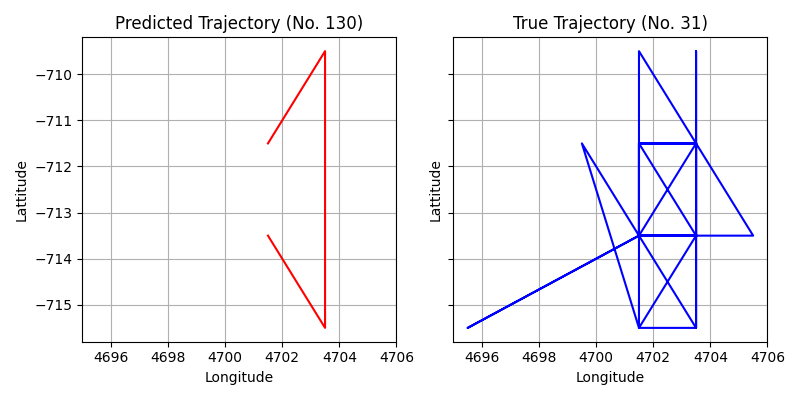 Predicted Trajectory (No. 130)
True Trajectory (No. 31)
Lattitude
−710
−711
−712
−713
−714
−715
4696 4698 4700 4702 4704 4706
Longitude
Lattitude
4696 4698 4700 4702 4704 4706
Longitude